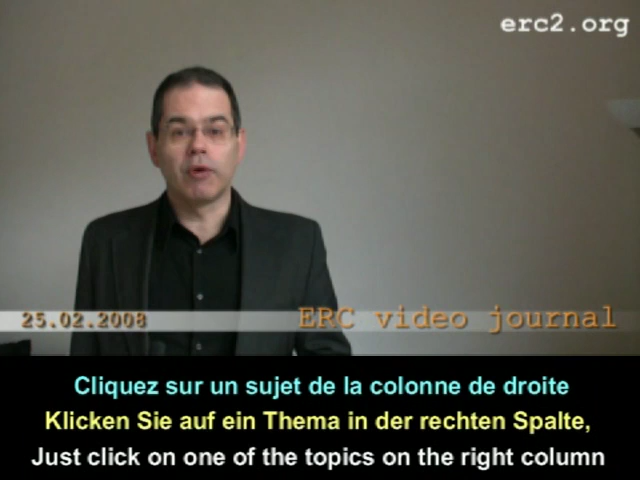 erc2.org
25.02.2008
ERC video journal
Cliquez sur un sujet de la colonne de droite
Klicken Sie auf ein Thema in der rechten Spalte,
Just click on one of the topics on the right column